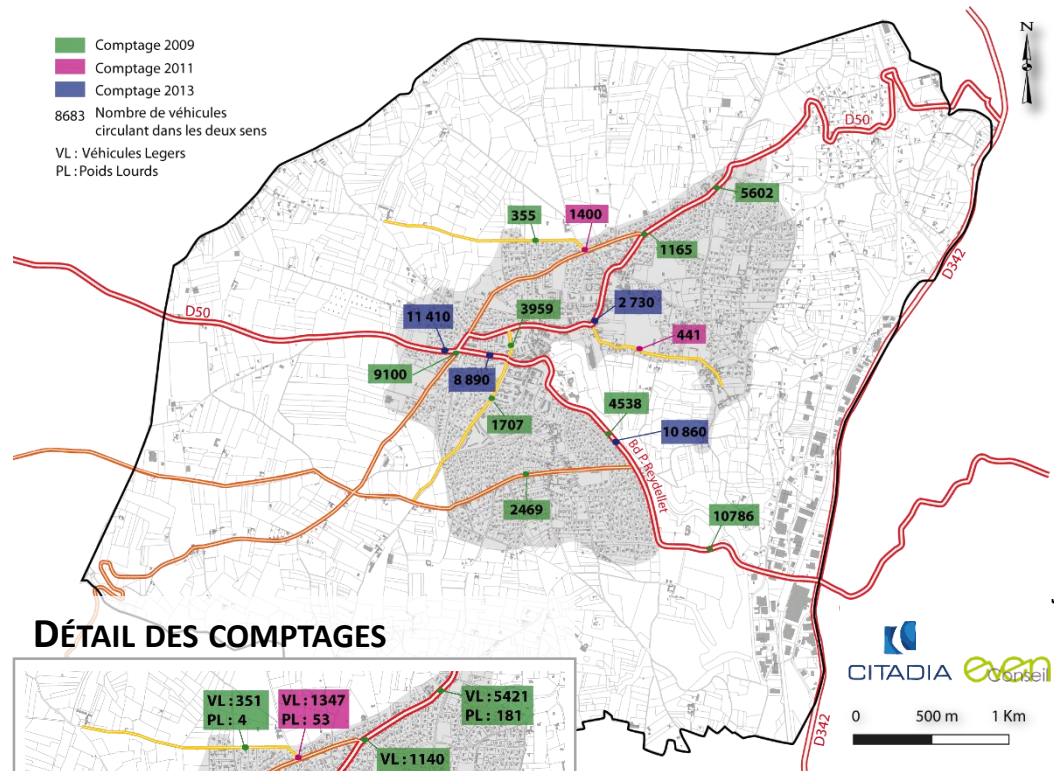 Comptage 2009
Comptage 2011
Comptage 2013
8683 Nombre de véhicules
circulant dans les deux sens
VL : Véhicules Legers
PL : Poids Lourds
N
D50
5602
355
1400
1165
D342
D50
11 410
3959
2 730
441
9100
8 890
1707
4538
10 860
Bd P Reydellet
2469
10786
DÉTAIL DES COMPTAGES
VL : 351
PL : 4
VL : 1347
PL : 53
VL : 5421
PL : 181
VL : 1140
CITADIA
even
Conseil
0 500 m 1 Km
D342